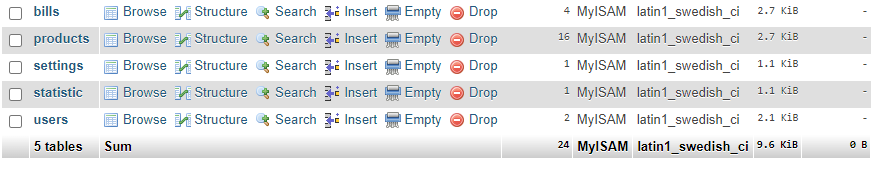 bills Browse Structure Search Insert Empty Drop 4 MyISAM latin1_swedish_ci 2.7 KiB -
products Browse Structure Search Insert Empty Drop 16 MyISAM latin1_swedish_ci 2.7 KiB -
settings Browse Structure Search Insert Empty Drop 1 MyISAM latin1_swedish_ci 1.1 KiB -
statistic Browse Structure Search Insert Empty Drop 1 MyISAM latin1_swedish_ci 1.1 KiB -
users Browse Structure Search Insert Empty Drop 2 MyISAM latin1_swedish_ci 2.1 KiB -
5 tables Sum 24 MyISAM latin1_swedish_ci 9.6 KiB 0 B